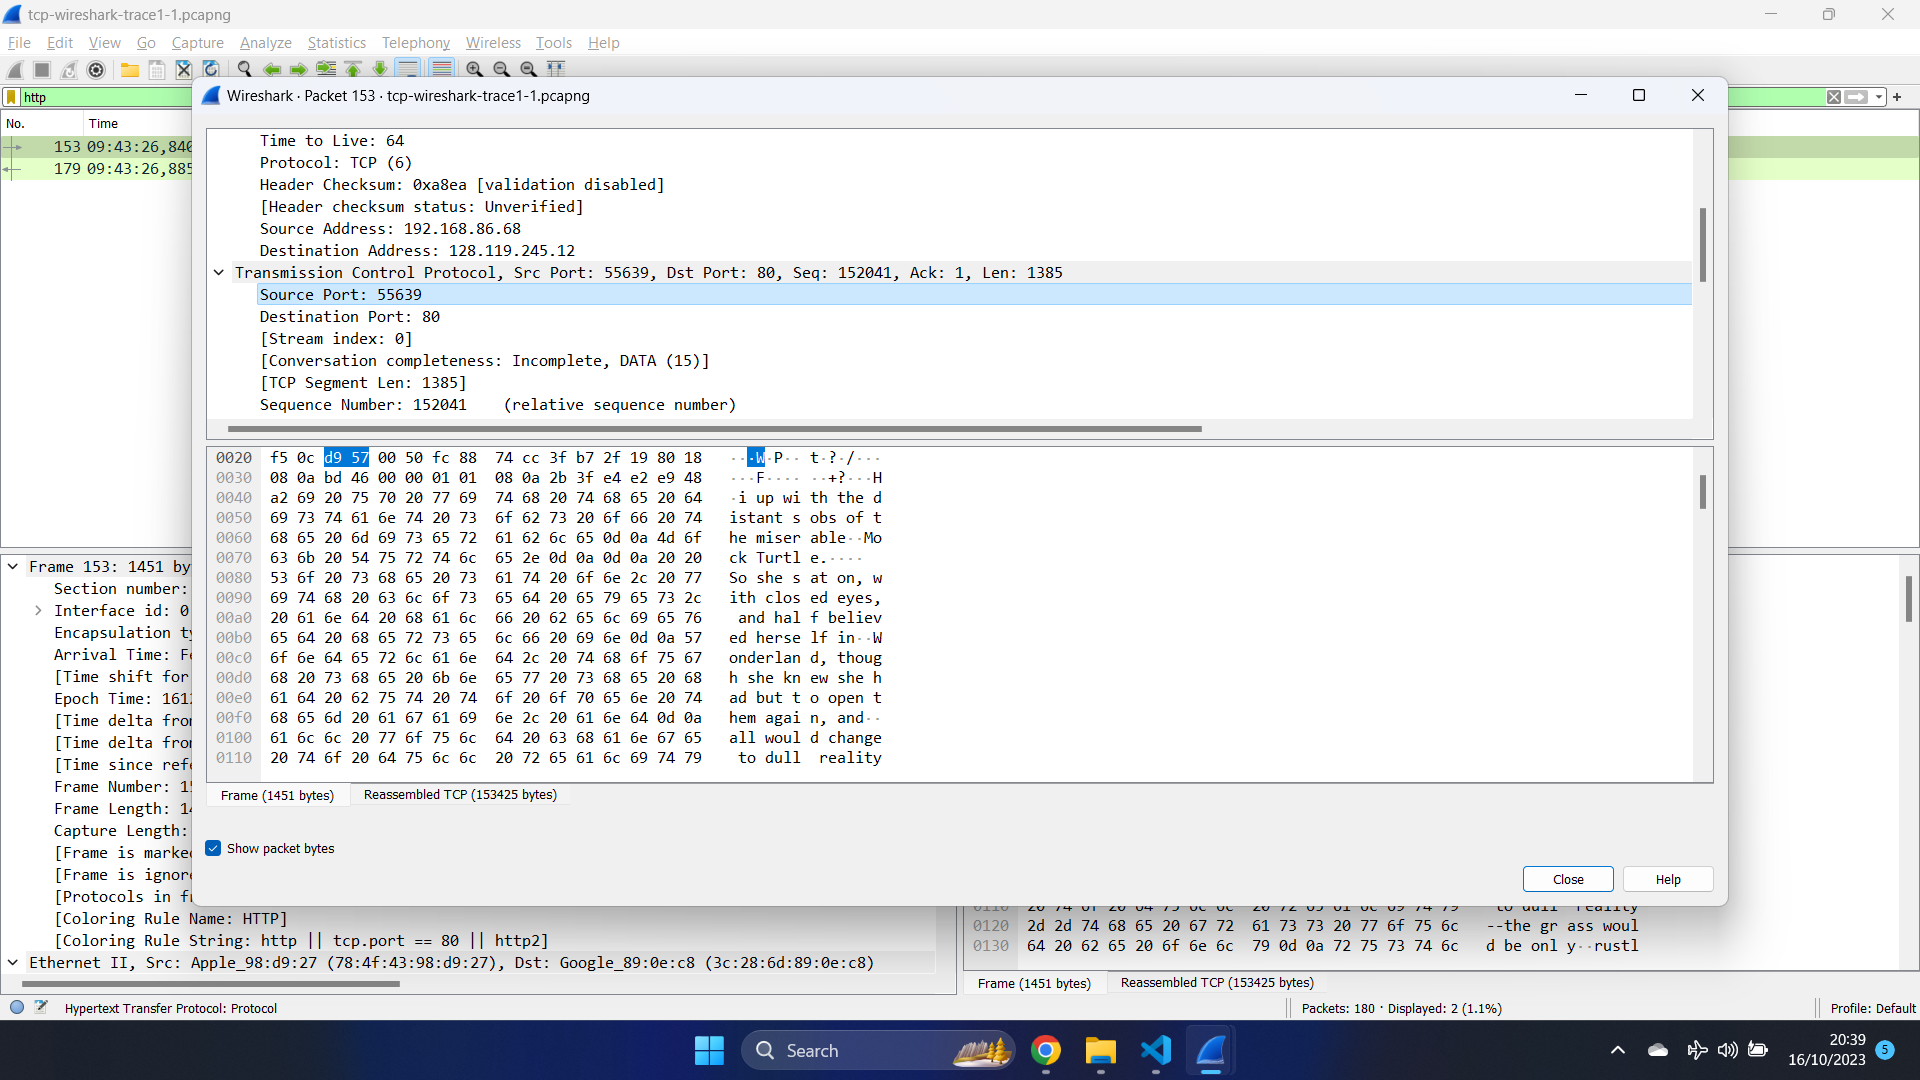 tcp-wireshark-trace1-1.pcapng
File Edit View Go Capture Analyze Statistics Telephony Wireless Tools Help
http
No. Time
153 09:43:26,840
179 09:43:26,885
Wireshark · Packet 153 · tcp-wireshark-trace1-1.pcapng
Time to Live: 64
Protocol: TCP (6)
Header Checksum: 0xa8ea [validation disabled]
[Header checksum status: Unverified]
Source Address: 192.168.86.68
Destination Address: 128.119.245.12
Transmission Control Protocol, Src Port: 55639, Dst Port: 80, Seq: 152041, Ack: 1, Len: 1385
Source Port: 55639
Destination Port: 80
[Stream index: 0]
[Conversation completeness: Incomplete, DATA (15)]
[TCP Segment Len: 1385]
Sequence Number: 152041    (relative sequence number)
0020 f5 0c d9 57 00 50 fc 88 74 cc 3f b7 2f 19 80 18 ···W·P·· t·?·/···
0030 08 0a bd 46 00 00 01 01 08 0a 2b 3f e4 e2 e9 48 ···F···· ··+?···H
0040 a2 69 20 75 70 20 77 69 74 68 20 74 68 65 20 64 ·i up wi th the d
0050 69 73 74 61 6e 74 20 73 6f 62 73 20 6f 66 20 74 istant s obs of t
0060 68 65 20 6d 69 73 65 72 61 62 6c 65 0d 0a 4d 6f he miser able··Mo
0070 63 6b 20 54 75 72 74 6c 65 2e 0d 0a 0d 0a 20 20 ck Turtl e.····
0080 53 6f 20 73 68 65 20 73 61 74 20 6f 6e 2c 20 77 So she s at on, w
0090 69 74 68 20 63 6c 6f 73 65 64 20 65 79 65 73 2c ith clos ed eyes,
00a0 20 61 6e 64 20 68 61 6c 66 20 62 65 6c 69 65 76 and hal f believ
00b0 65 64 20 68 65 72 73 65 6c 66 20 69 6e 0d 0a 57 ed herse lf in··W
00c0 6f 6e 64 65 72 6c 61 6e 64 2c 20 74 68 6f 75 67 onderlan d, thoug
00d0 68 20 73 68 65 20 6b 6e 65 77 20 73 68 65 20 68 h she kn ew she h
00e0 61 64 20 62 75 74 20 74 6f 20 6f 70 65 6e 20 74 ad but t o open t
00f0 68 65 6d 20 61 67 61 69 6e 2c 20 61 6e 64 0d 0a hem agai n, and··
0100 61 6c 6c 20 77 6f 75 6c 64 20 63 68 61 6e 67 65 all woul d change
0110 20 74 6f 20 64 75 6c 6c 20 72 65 61 6c 69 74 79 to dull reality
Frame (1451 bytes) Reassembled TCP (153425 bytes)
Show packet bytes
Close Help
Frame 153: 1451 by
Section number:
Interface id: 0
Encapsulation ty
Arrival Time: Fe
[Time shift for
Epoch Time: 1612
[Time delta from
[Time delta from
[Time since refe
Frame Number: 15
Frame Length: 14
Capture Length:
[Frame is marked
[Frame is ignore
[Protocols in fr
[Coloring Rule Name: HTTP]
[Coloring Rule String: http || tcp.port == 80 || http2]
Ethernet II, Src: Apple_98:d9:27 (78:4f:43:98:d9:27), Dst: Google_89:0e:c8 (3c:28:6d:89:0e:c8)
0110 20 74 6f 20 64 75 6c 6c 20 72 65 61 6c 69 74 79 to dull reality
0120 2d 2d 74 68 65 20 67 72 61 73 73 20 77 6f 75 6c --the gr ass woul
0130 64 20 62 65 20 6f 6e 6c 79 0d 0a 72 75 73 74 6c d be onl y··rustl
Frame (1451 bytes) Reassembled TCP (153425 bytes)
Hypertext Transfer Protocol: Protocol
Packets: 180 · Displayed: 2 (1.1%)
Profile: Default
Search
20:39
16/10/2023
5